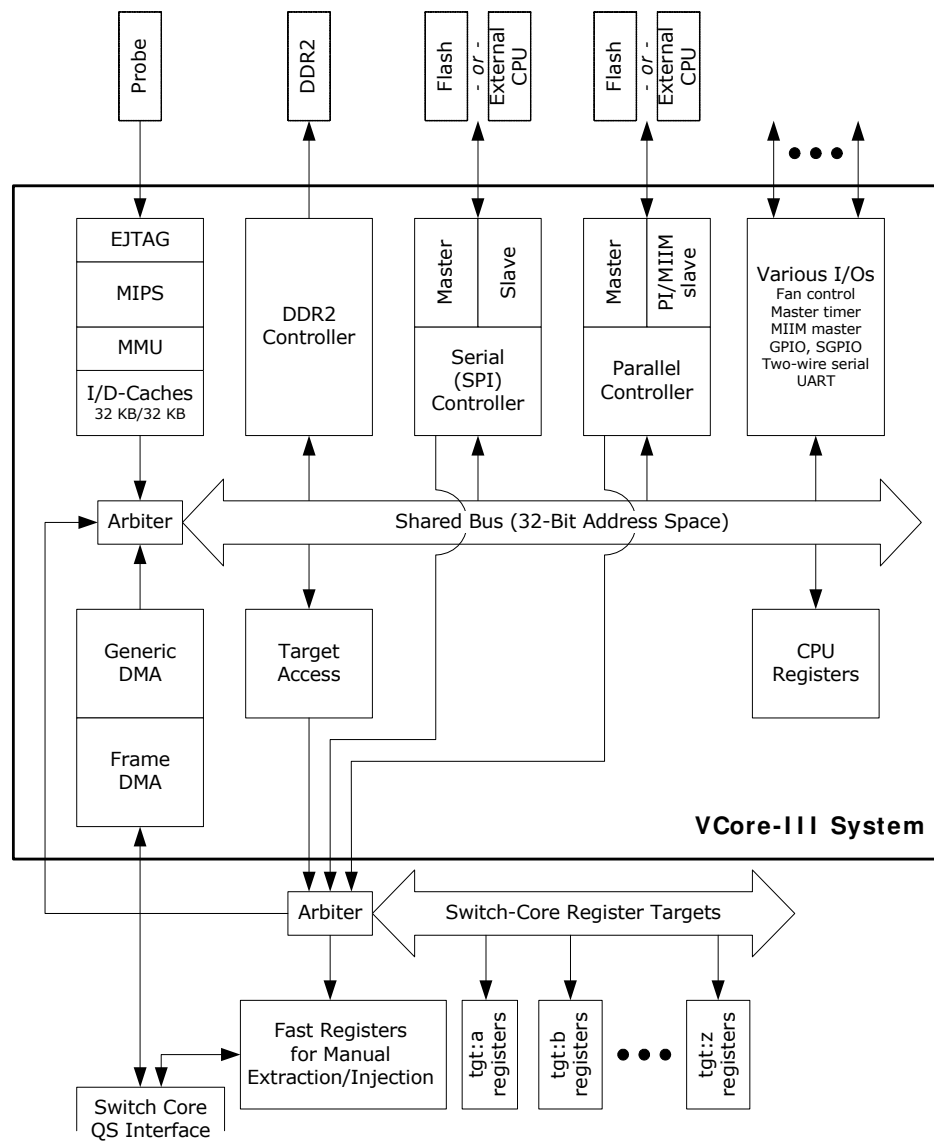 Probe
DDR2
Flash
- or -
External
CPU
Flash
- or -
External
CPU
EJTAG
MIPS
MMU
I/D-Caches
32 KB/32 KB
DDR2
Controller
Master
Slave
Serial
(SPI)
Controller
Master
PI/MIIM
slave
Parallel
Controller
Various I/Os
Fan control
Master timer
MIIM master
GPIO, SGPIO
Two-wire serial
UART
Arbiter
Shared Bus (32-Bit Address Space)
Generic
DMA
Frame
DMA
Target
Access
CPU
Registers
VCore-III System
Arbiter
Switch-Core Register Targets
Fast Registers
for Manual
Extraction/Injection
tgt:a
registers
tgt:b
registers
tgt:z
registers
Switch Core
QS Interface